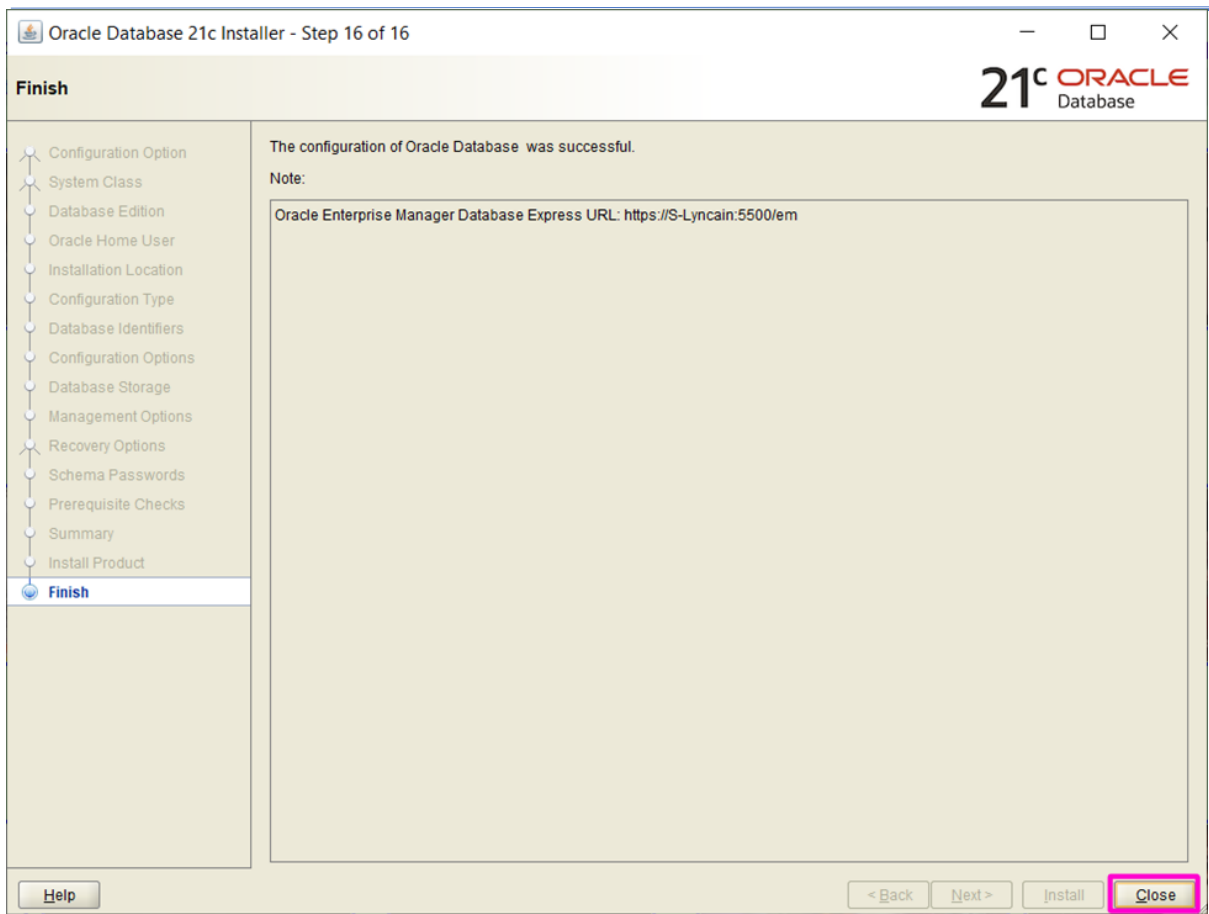 Oracle Database 21c Installer - Step 16 of 16
Finish
21c ORACLE
Database
Configuration Option
System Class
Database Edition
Oracle Home User
Installation Location
Configuration Type
Database Identifiers
Configuration Options
Database Storage
Management Options
Recovery Options
Schema Passwords
Prerequisite Checks
Summary
Install Product
Finish
The configuration of Oracle Database was successful.
Note:
Oracle Enterprise Manager Database Express URL: https://S-Lyncain:5500/em
Help
< Back
Next >
Install
Close